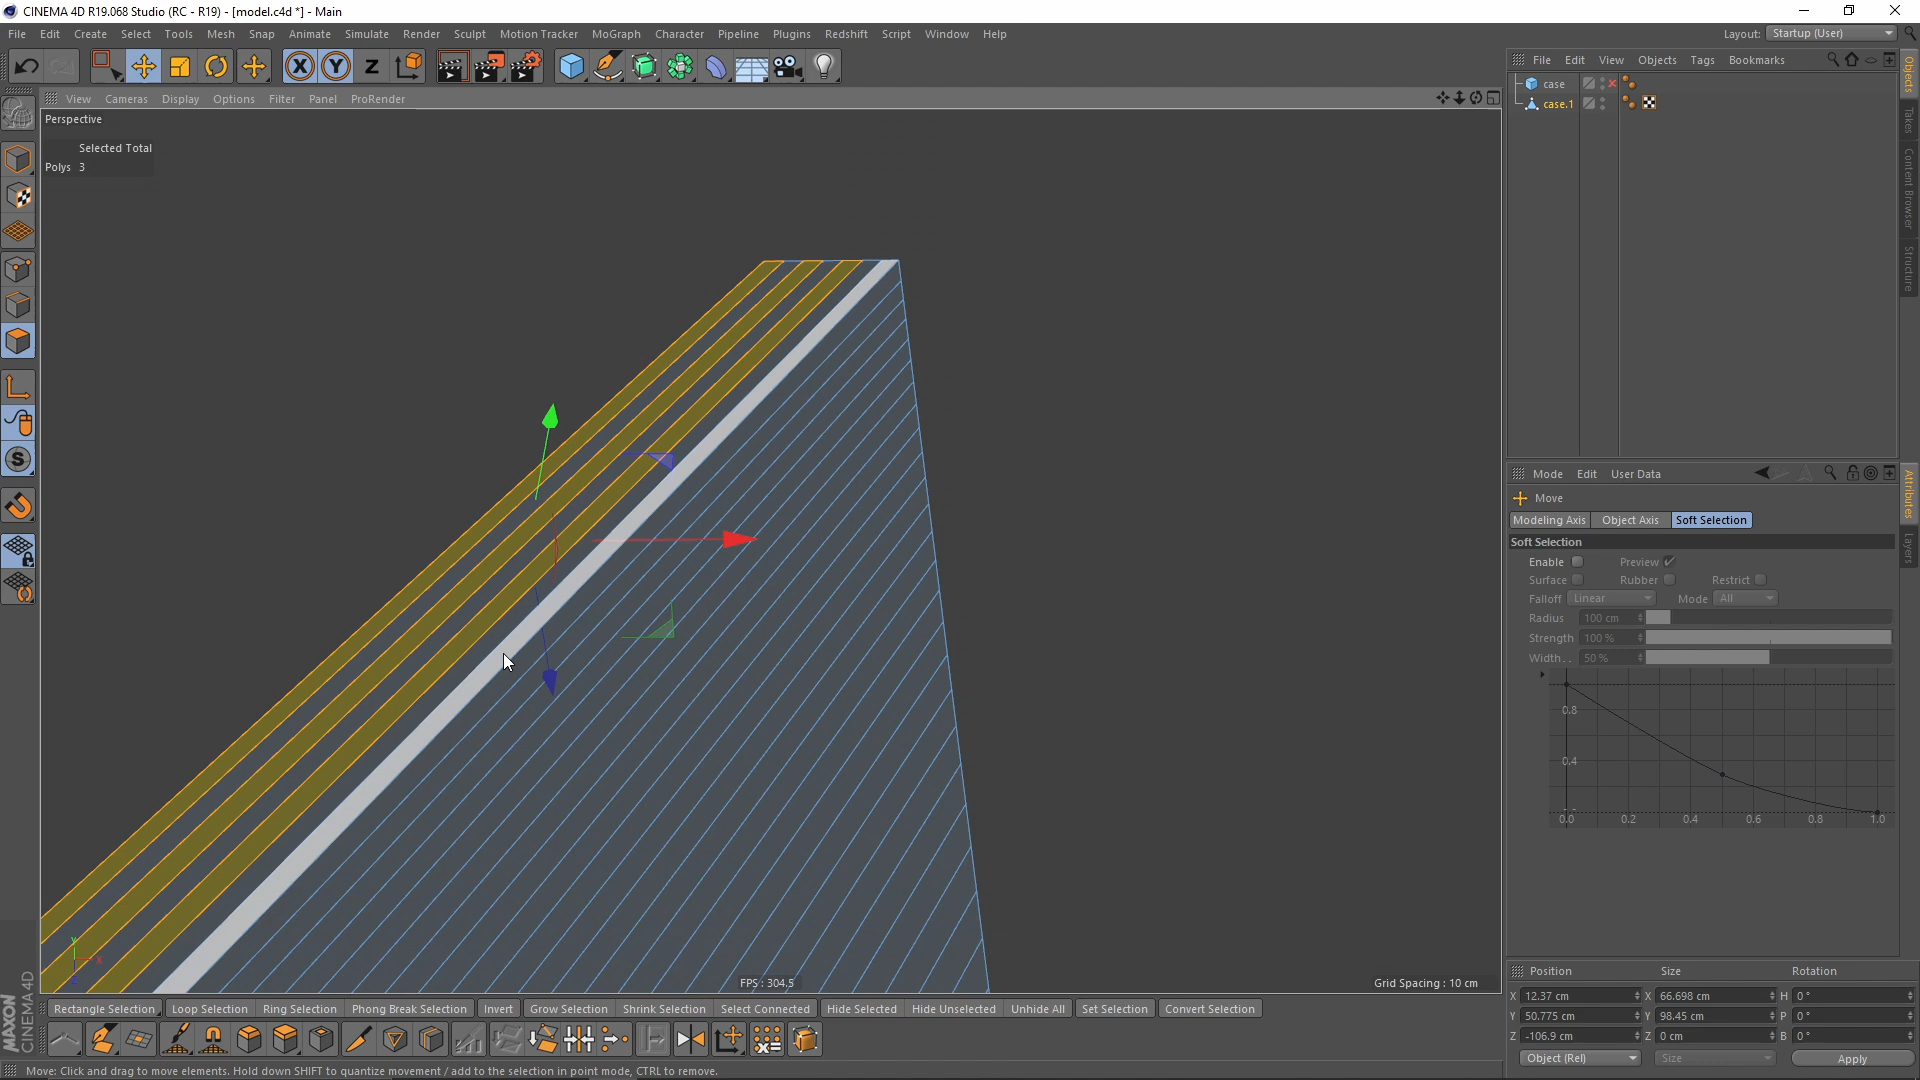 CINEMA 4D R19.068 Studio (RC - R19) - [model.c4d *] - Main
File Edit Create Select Tools Mesh Snap Animate Simulate Render Sculpt Motion Tracker MoGraph Character Pipeline Plugins Redshift Script Window Help
Layout: Startup (User)
View Cameras Display Options Filter Panel ProRender
Perspective
Selected Total
Polys 3
FPS : 304.5
Grid Spacing : 10 cm
File Edit View Objects Tags Bookmarks
case
case.1
Objects
Takes
Content Browser
Structure
Mode Edit User Data
Move
Modeling Axis Object Axis Soft Selection
Soft Selection
Enable Preview
Surface Rubber Restrict
Falloff Linear Mode All
Radius 100 cm
Strength 100 %
Width. . 50 %
0.8
0.4
0.0 0.2 0.4 0.6 0.8 1.0
Attributes
Layers
Position Size Rotation
X 12.37 cm X 66.698 cm H 0 °
Y 50.775 cm Y 98.45 cm P 0 °
Z -106.9 cm Z 0 cm B 0 °
Object (Rel) Size Apply
Rectangle Selection Loop Selection Ring Selection Phong Break Selection Invert Grow Selection Shrink Selection Select Connected Hide Selected Hide Unselected Unhide All Set Selection Convert Selection
MAXON
CINEMA 4D
Move: Click and drag to move elements. Hold down SHIFT to quantize movement / add to the selection in point mode, CTRL to remove.